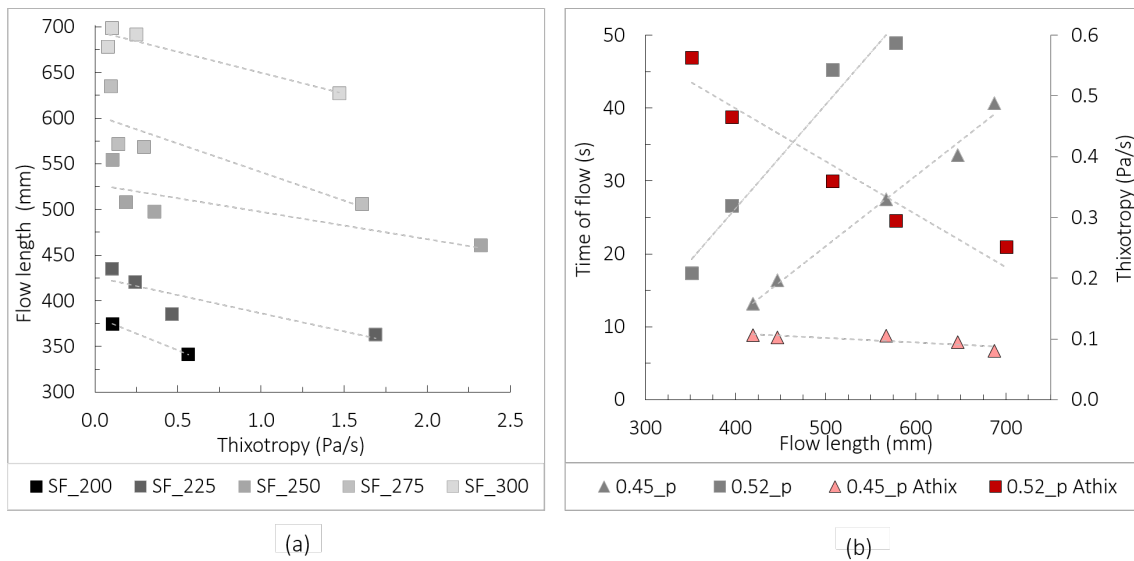 700
650
600
550
500
450
400
350
300
Flow length  (mm)
0.0 0.5 1.0 1.5 2.0 2.5
Thixotropy (Pa/s)
SF_200 SF_225 SF_250 SF_275 SF_300
(a)
50
40
30
20
10
0
Time of flow (s)
0.6
0.5
0.4
0.3
0.2
0.1
0.0
Thixotropy (Pa/s)
300 400 500 600 700
Flow length (mm)
0.45_p 0.52_p 0.45_p Athix 0.52_p Athix
(b)